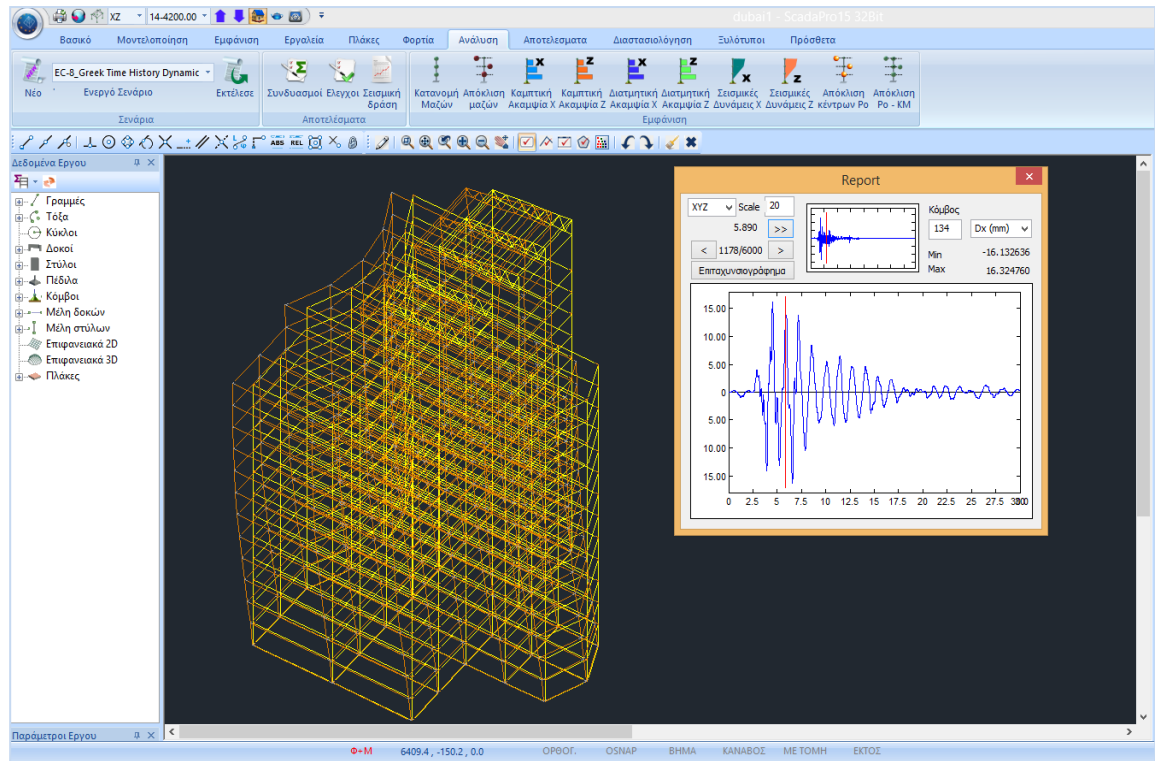 XZ 14-4200.00 dubai1 - ScadaPro15 32Bit
Βασικό Μοντελοποίηση Εμφάνιση Εργαλεία Πλάκες Φορτία Ανάλυση Αποτελεσματα Διαστασιολόγηση Ξυλότυποι Πρόσθετα
EC-8_Greek Time History Dynamic
Νέο Ενεργό Σενάριο Εκτέλεσε
Συνδυασμοί Ελεγχοι Σεισμική δράση
Κατανομή Μαζών Απόκλιση μαζών Καμπτική Ακαμψία X Καμπτική Ακαμψία Z Διατμητική Ακαμψία X Διατμητική Ακαμψία Z Σεισμικές Δυνάμεις X Σεισμικές Δυνάμεις Z Απόκλιση κέντρων Ρο Απόκλιση Ρο - ΚΜ
Σενάρια Αποτελέσματα Εμφάνιση
ABS REL
Δεδομένα Εργου
Γραμμές
Τόξα
Κύκλοι
Δοκοί
Στύλοι
Πέδιλα
Κόμβοι
Μέλη δοκών
Μέλη στύλων
Επιφανειακά 2D
Επιφανειακά 3D
Πλάκες
Παράμετροι Εργου
Report
XYZ Scale 20
5.890 >>
< 1178/6000 >
Επιταχυνσιογράφημα
Κόμβος
134 Dx (mm)
Min -16.132636
Max 16.324760
15.00
10.00
5.00
0
5.00
10.00
15.00
0 2.5 5 7.5 10 12.5 15 17.5 20 22.5 25 27.5
Φ+Μ 6409.4 , -150.2 , 0.0 ΟΡΘΟΓ. OSNAP ΒΗΜΑ ΚΑΝΑΒΟΣ ΜΕ ΤΟΜΗ ΕΚΤΟΣ